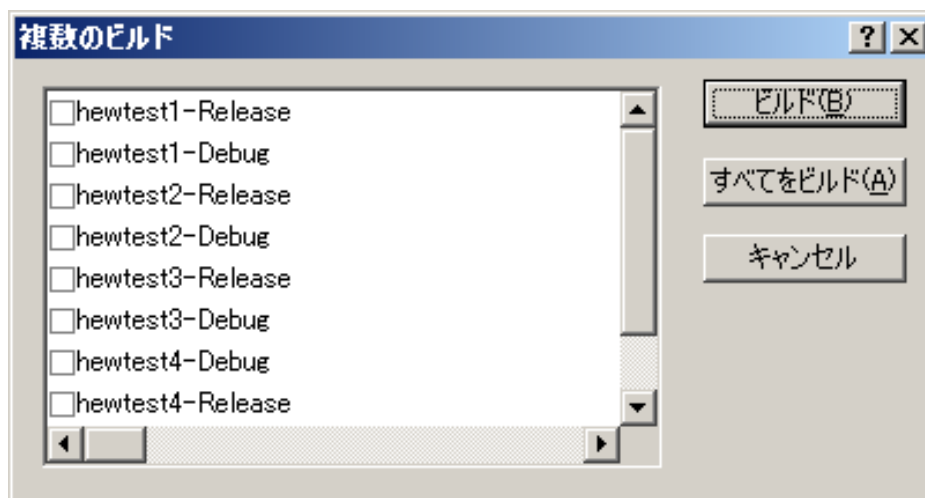 複数のビルド
hewtest1-Release
hewtest1-Debug
hewtest2-Release
hewtest2-Debug
hewtest3-Release
hewtest3-Debug
hewtest4-Debug
hewtest4-Release
ビルド(B)
すべてをビルド(A)
キャンセル